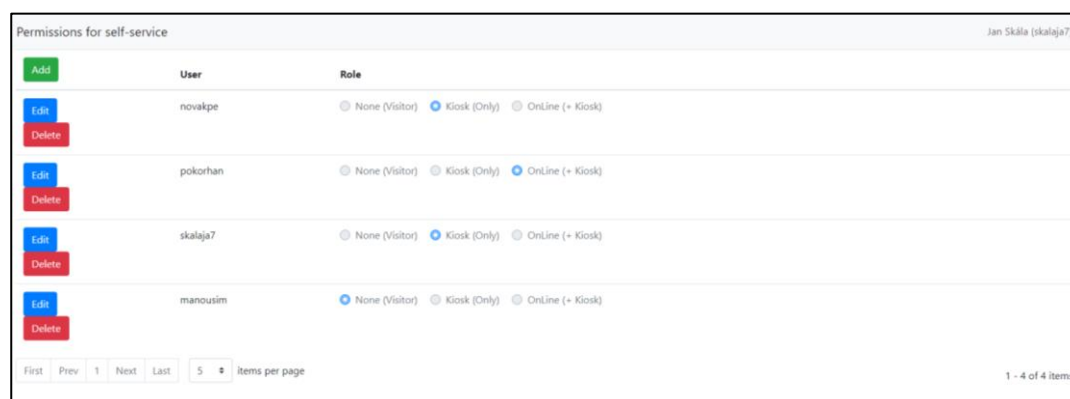 Permissions for self-service Jan Skála (skalaja7)
Add User Role
Edit novakpe None (Visitor) Kiosk (Only) OnLine (+ Kiosk)
Delete
Edit pokorhan None (Visitor) Kiosk (Only) OnLine (+ Kiosk)
Delete
Edit skalaja7 None (Visitor) Kiosk (Only) OnLine (+ Kiosk)
Delete
Edit manousim None (Visitor) Kiosk (Only) OnLine (+ Kiosk)
Delete
First Prev 1 Next Last 5 items per page
1 - 4 of 4 items